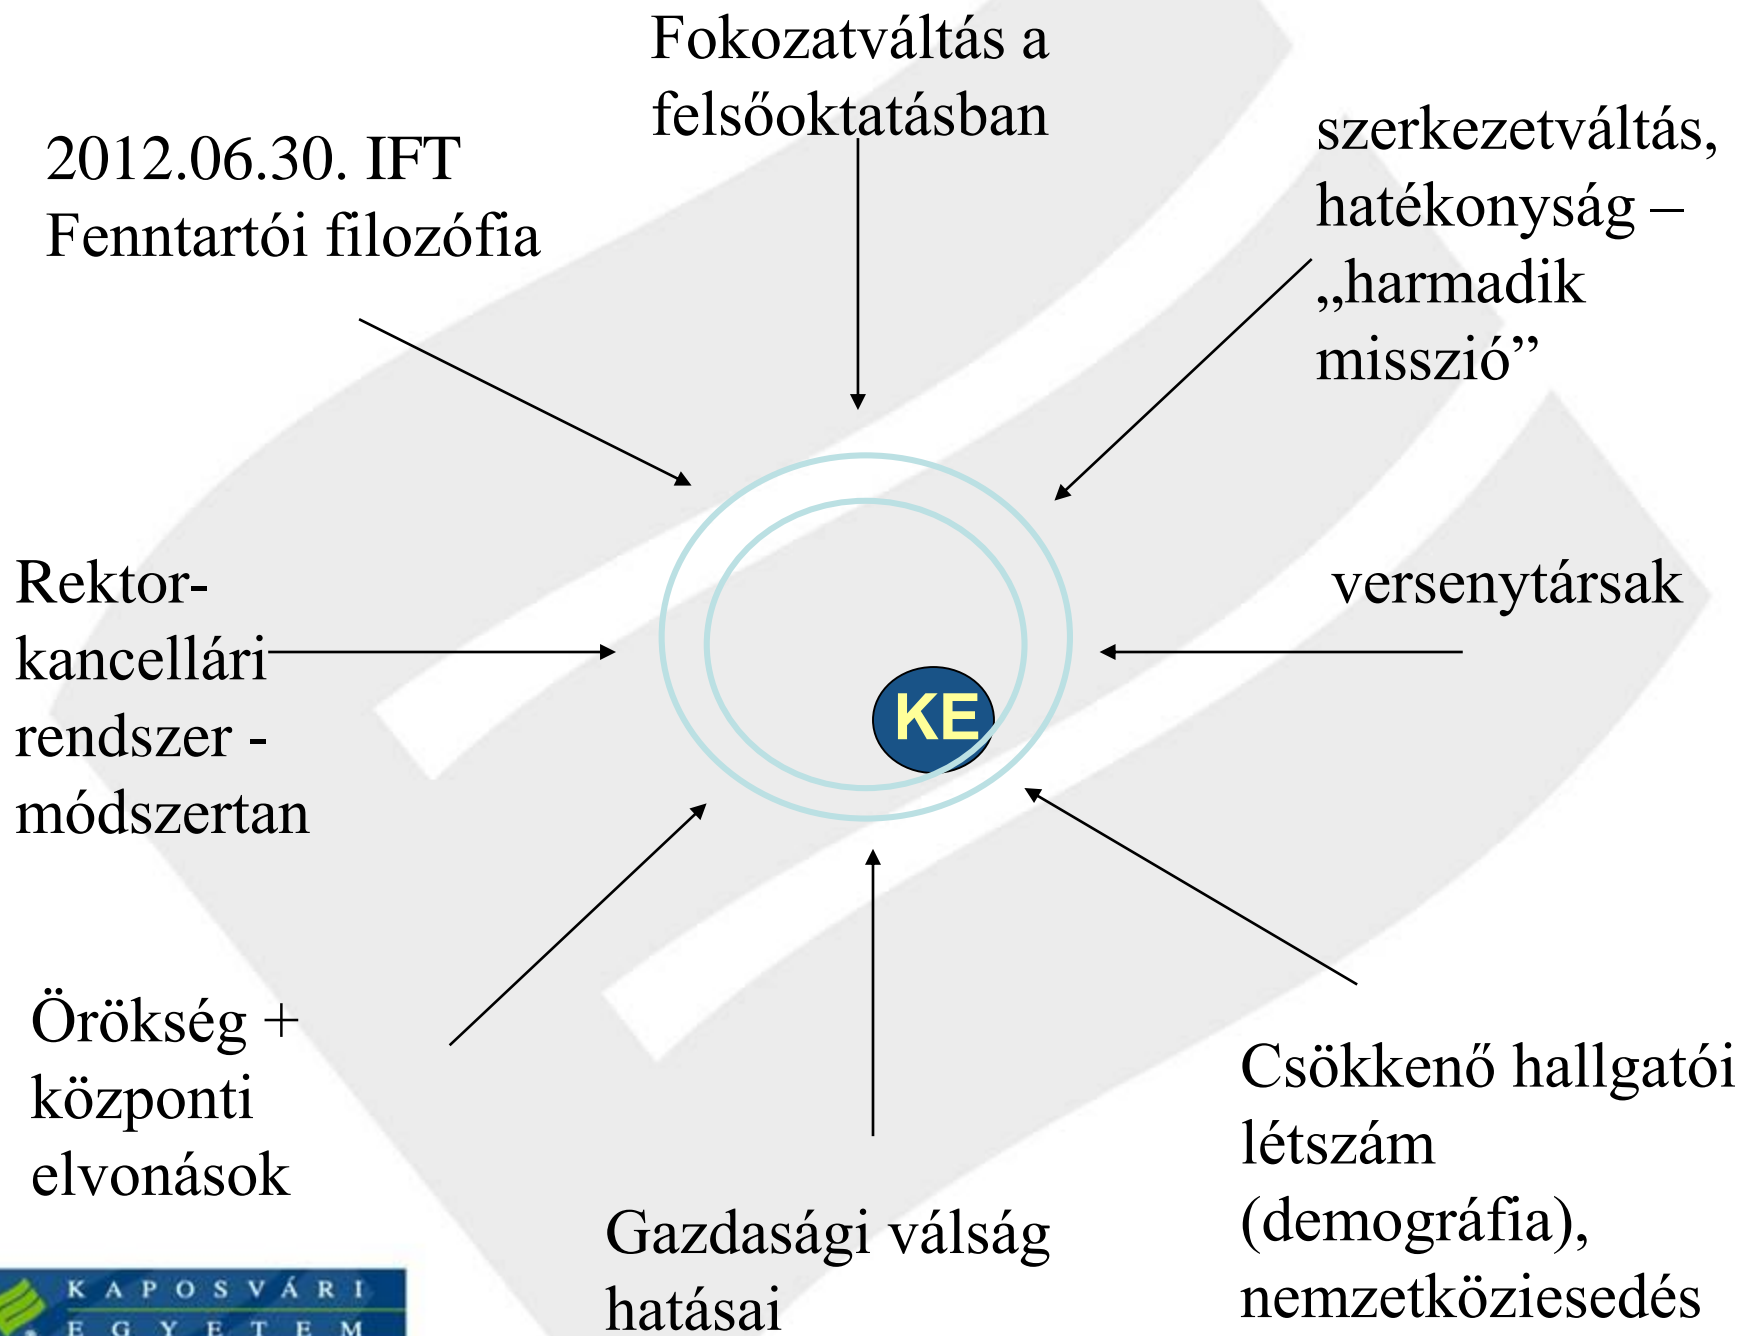 Fokozatváltás a
felsőoktatásban
2012.06.30. IFT
Fenntartói filozófia
szerkezetváltás,
hatékonyság –
„harmadik
misszió”
Rektor-
kancellári
rendszer -
módszertan
versenytársak
KE
Örökség +
központi
elvonások
Gazdasági válság
hatásai
Csökkenő hallgatói
létszám
(demográfia),
nemzetköziesedés
KAPOSVÁRI
EGYETEM